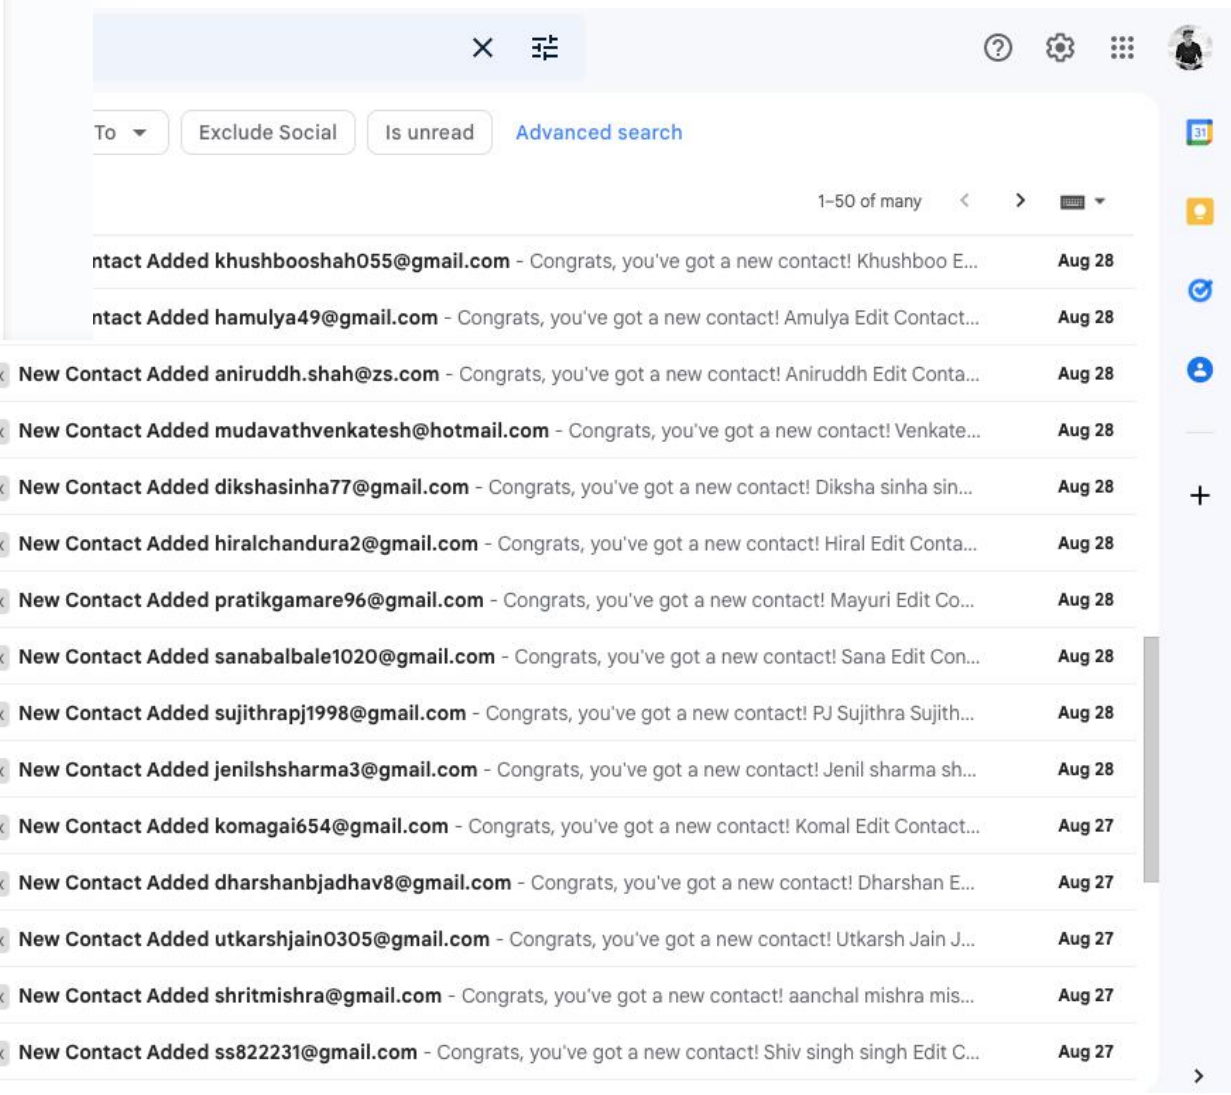 To
Exclude Social
Is unread
Advanced search
31
1–50 of many
ntact Added khushbooshah055@gmail.com - Congrats, you've got a new contact! Khushboo E... Aug 28
ntact Added hamulya49@gmail.com - Congrats, you've got a new contact! Amulya Edit Contact... Aug 28
New Contact Added aniruddh.shah@zs.com - Congrats, you've got a new contact! Aniruddh Edit Conta... Aug 28
New Contact Added mudavathvenkatesh@hotmail.com - Congrats, you've got a new contact! Venkate... Aug 28
New Contact Added dikshasinha77@gmail.com - Congrats, you've got a new contact! Diksha sinha sin... Aug 28
New Contact Added hiralchandura2@gmail.com - Congrats, you've got a new contact! Hiral Edit Conta... Aug 28
New Contact Added pratikgamare96@gmail.com - Congrats, you've got a new contact! Mayuri Edit Co... Aug 28
New Contact Added sanabalbale1020@gmail.com - Congrats, you've got a new contact! Sana Edit Con... Aug 28
New Contact Added sujithrapj1998@gmail.com - Congrats, you've got a new contact! PJ Sujithra Sujith... Aug 28
New Contact Added jenilshsharma3@gmail.com - Congrats, you've got a new contact! Jenil sharma sh... Aug 28
New Contact Added komagai654@gmail.com - Congrats, you've got a new contact! Komal Edit Contact... Aug 27
New Contact Added dharshanbjadhav8@gmail.com - Congrats, you've got a new contact! Dharshan E... Aug 27
New Contact Added utkarshjain0305@gmail.com - Congrats, you've got a new contact! Utkarsh Jain J... Aug 27
New Contact Added shritmishra@gmail.com - Congrats, you've got a new contact! aanchal mishra mis... Aug 27
New Contact Added ss822231@gmail.com - Congrats, you've got a new contact! Shiv singh singh Edit C... Aug 27